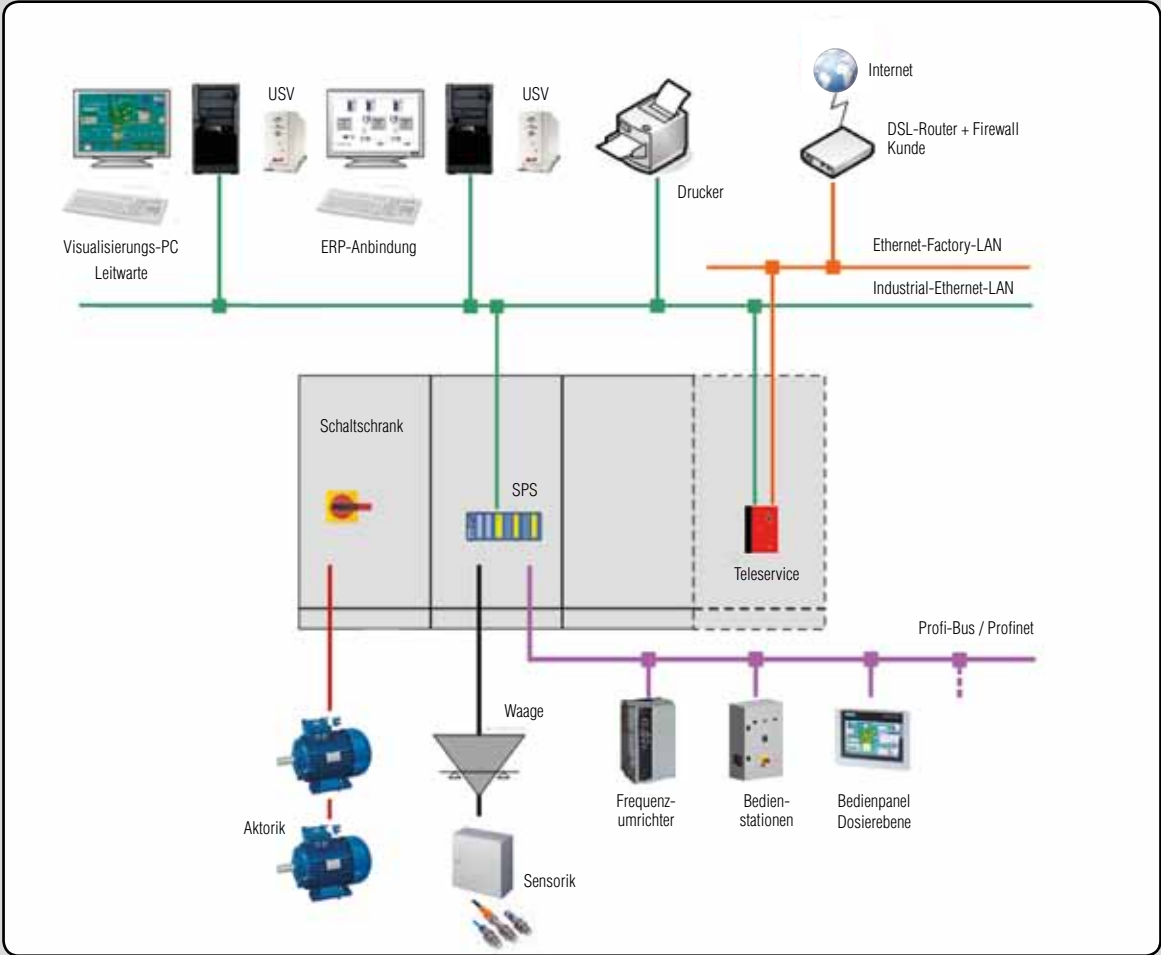 USV
USV
Internet
DSL-Router + Firewall
Kunde
Drucker
Visualisierungs-PC
Leitwarte
ERP-Anbindung
Ethernet-Factory-LAN
Industrial-Ethernet-LAN
Schaltschrank
SPS
Teleservice
Profi-Bus / Profinet
Waage
Frequenz-
umrichter
Bedien-
stationen
Bedienpanel
Dosierebene
Aktorik
Sensorik